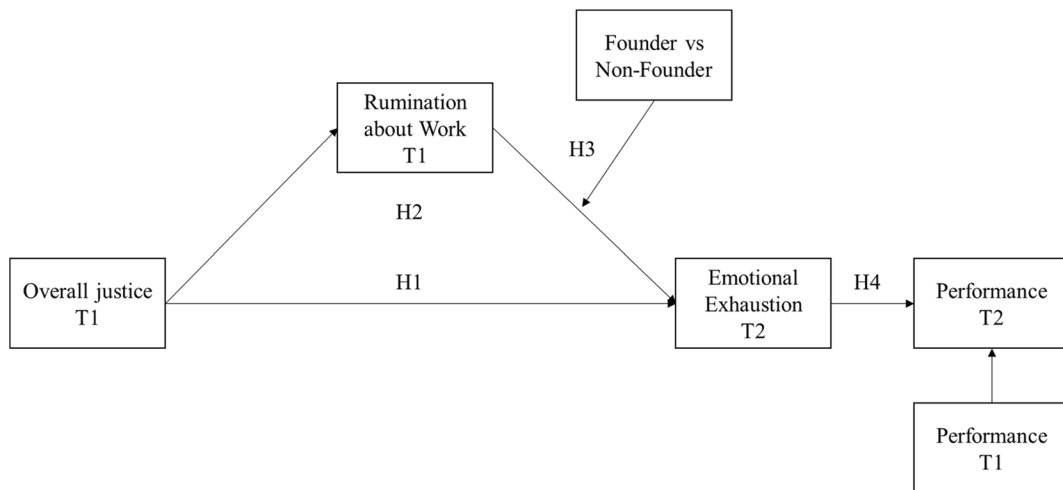 Founder vs
Non-Founder
Rumination
about Work
T1
H3
H2
Overall justice
T1
H1
Emotional
Exhaustion
T2
H4
Performance
T2
Performance
T1